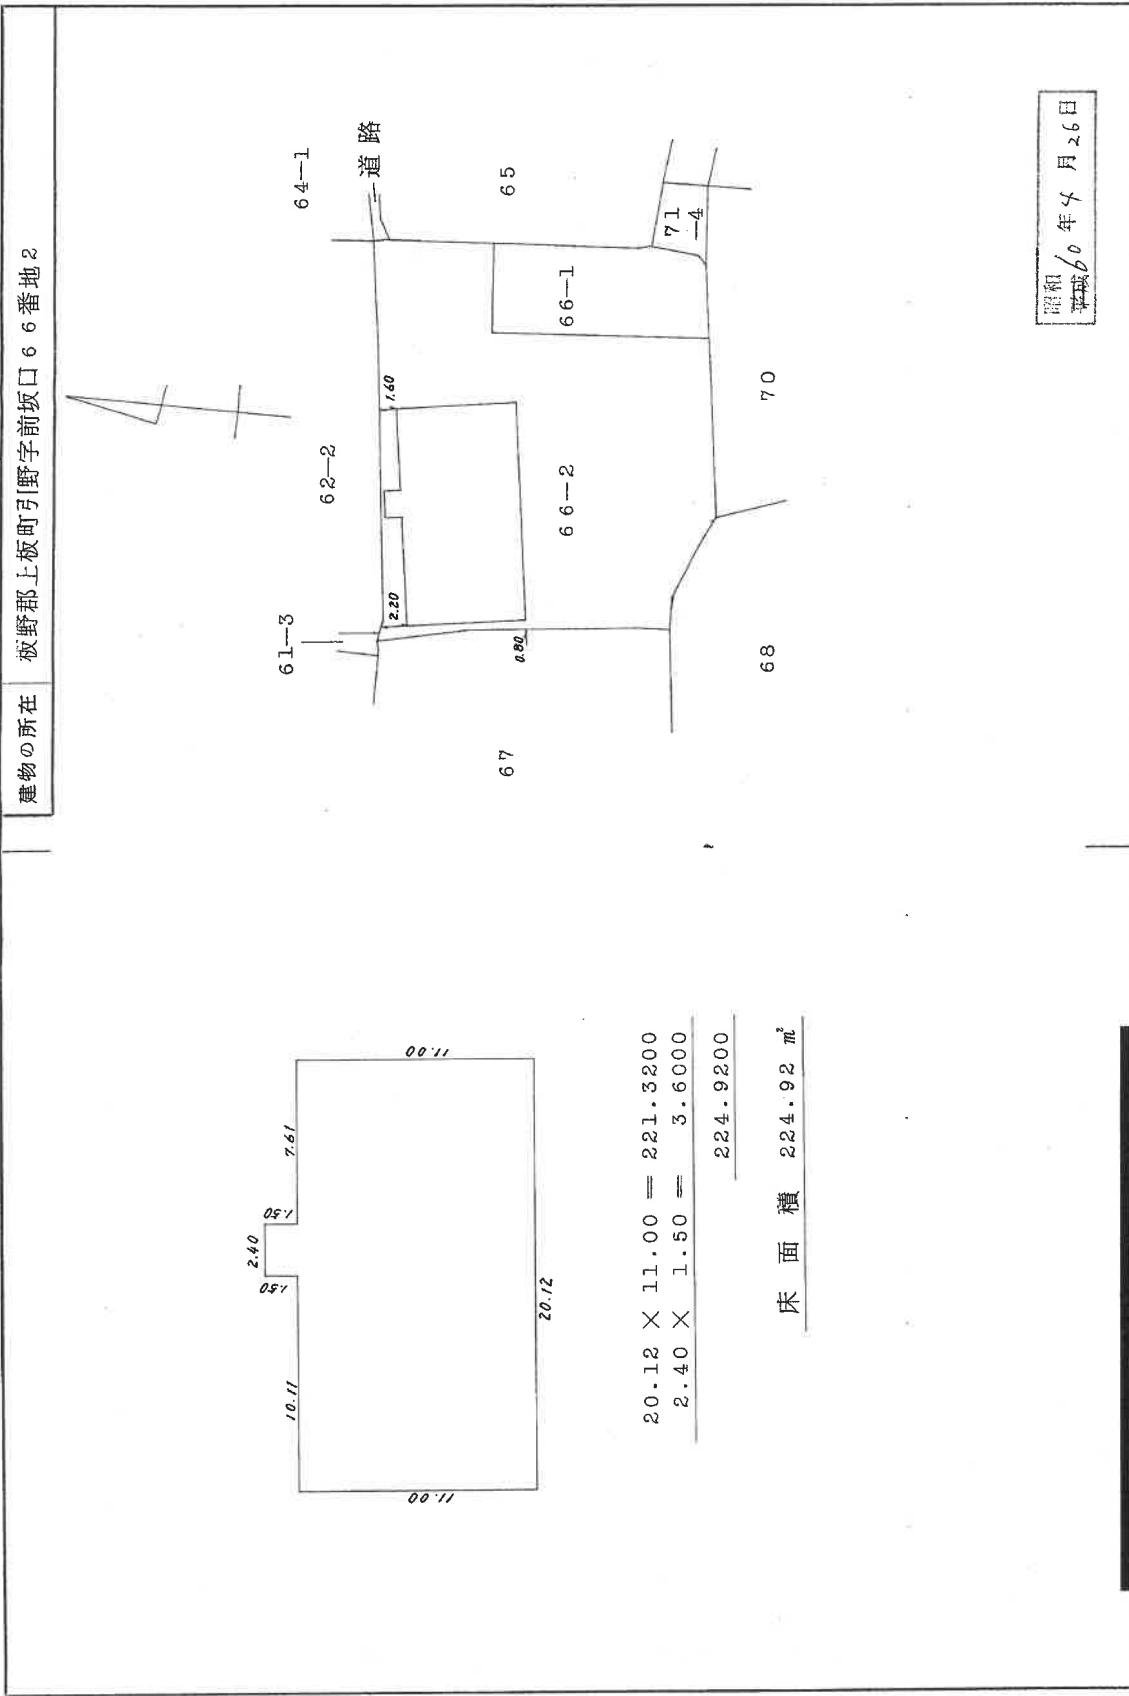 建物の所在 板野郡上板町引野字前坂口66番地2
10.11
1.50
2.40
1.50
7.61
11.00
11.00
20.12
20.12 × 11.00 = 221.3200
2.40 × 1.50 = 3.6000
224.9200
床面積 224.92 ㎡
61-3
62-2
64-1
道路
2.20
1.60
0.80
67
66-2
66-1
65
71-4
68
70
昭和
平成
60年4月26日